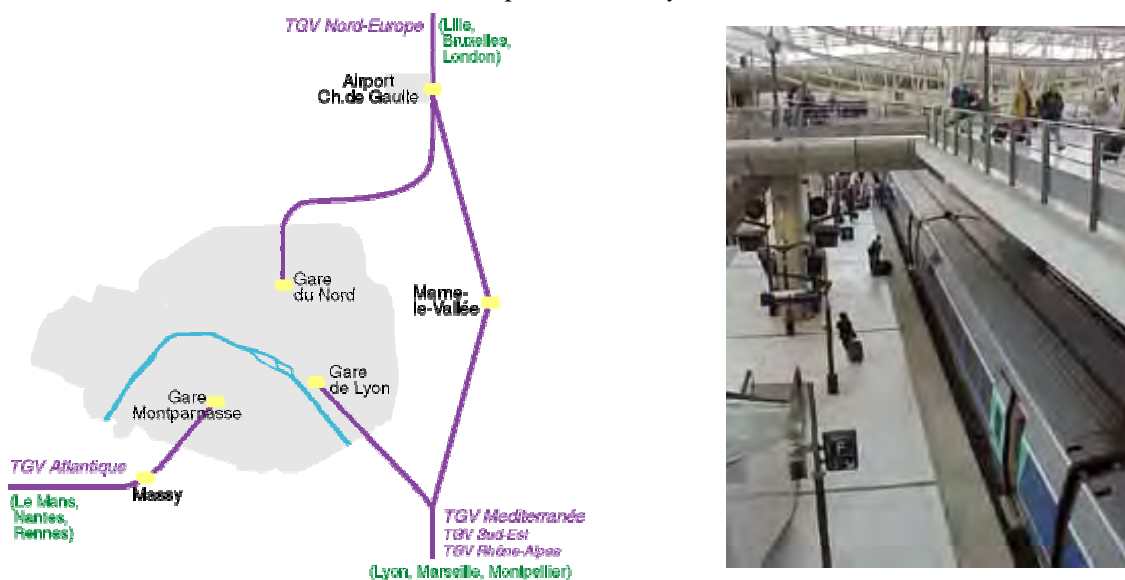 TGV Nord-Europe
(Lille,
Bruxelles,
London)
Airport
Ch.de Gaulle
Gare
du Nord
Marne-
le-Vallée
Gare
de Lyon
Gare
Montparnasse
TGV Atlantique
Massy
(Le Mans,
Nantes,
Rennes)
TGV Mediterranée
TGV Sud-Est
TGV Rhône-Alpes
(Lyon, Marseille, Montpellier)